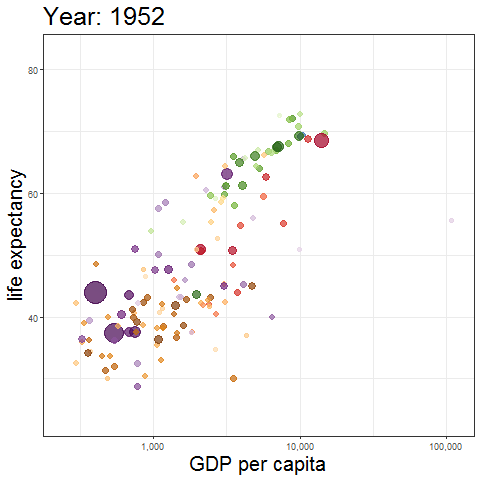 Year: 1952
80
60
40
life expectancy
1,000
10,000
100,000
GDP per capita